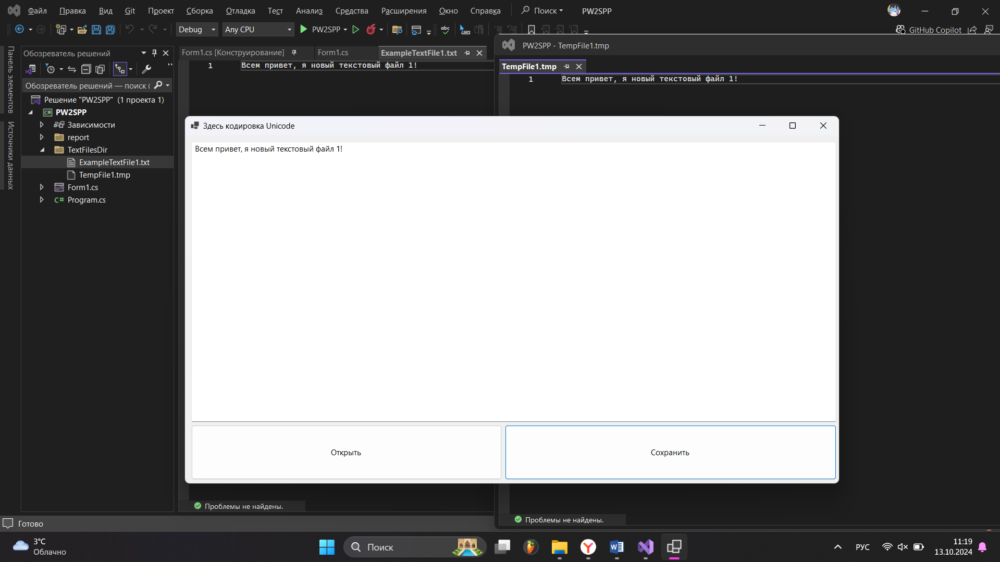 Файл Правка Вид Git Проект Сборка Отладка Тест Анализ Средства Расширения Окно Справка Поиск PW2SPP
Debug Any CPU PW2SPP abc GitHub Copilot
Панель элементов
Источники данных
Обозреватель решений
Обозреватель решений — поиск (
Решение "PW2SPP" (1 проекта 1)
PW2SPP
Зависимости
report
TextFilesDir
ExampleTextFile1.txt
TempFile1.tmp
Form1.cs
C# Program.cs
Form1.cs [Конструирование] Form1.cs ExampleTextFile1.txt
1 Всем привет, я новый текстовый файл 1!
PW2SPP - TempFile1.tmp
TempFile1.tmp
1 Всем привет, я новый текстовый файл 1!
Здесь кодировка Unicode
Всем привет, я новый текстовый файл 1!
Открыть Сохранить
Проблемы не найдены.
Проблемы не найдены.
Готово
3°C
Облачно
Поиск
РУС
11:19
13.10.2024